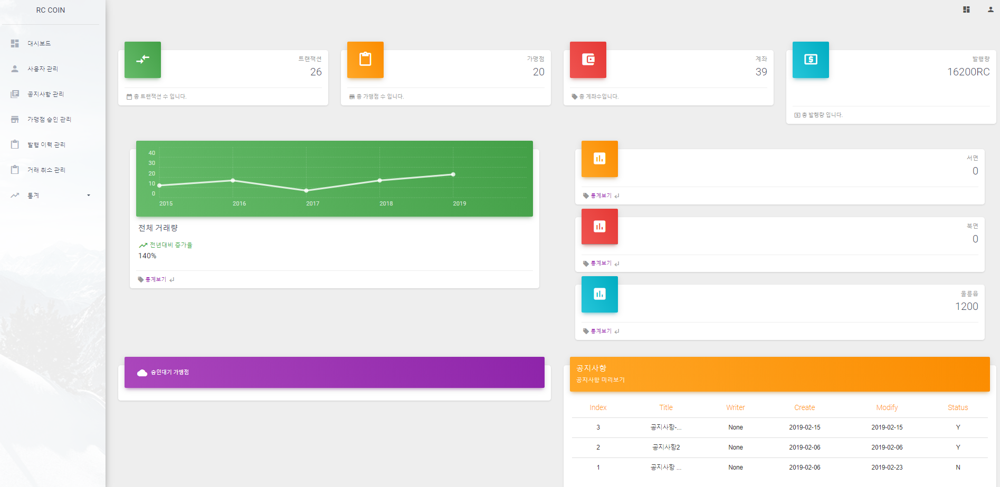 RC COIN
대시보드
사용자 관리
공지사항 관리
가맹점 승인 관리
발행 이력 관리
거래 취소 관리
통계
트랜잭션
26
총 트랜잭션 수 입니다.
가맹점
20
총 가맹점 수 입니다.
계좌
39
총 계좌수입니다.
발행량
16200RC
총 발행량 입니다.
40
30
20
10
0
2015 2016 2017 2018 2019
전체 거래량
전년대비 증가율
140%
통계보기
서면
0
통계보기
북면
0
통계보기
울릉읍
1200
통계보기
승인대기 가맹점
공지사항
공지사항 미리보기
Index Title Writer Create Modify Status
3 공지사항-... None 2019-02-15 2019-02-15 Y
2 공지사항2 None 2019-02-06 2019-02-06 Y
1 공지사항 ... None 2019-02-06 2019-02-23 N